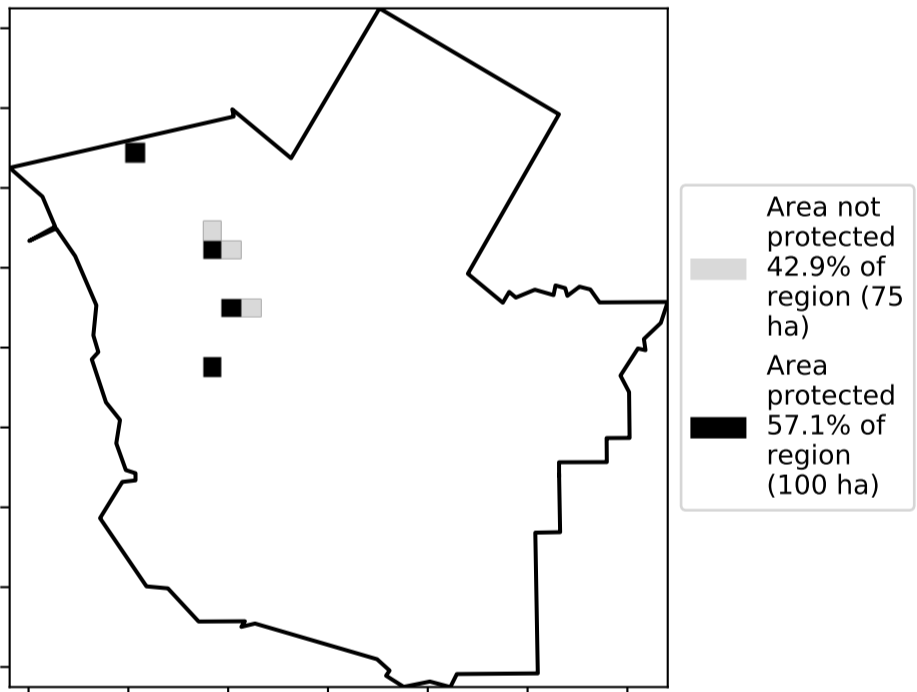 Area not
protected
42.9% of
region (75
ha)
Area
protected
57.1% of
region
(100 ha)